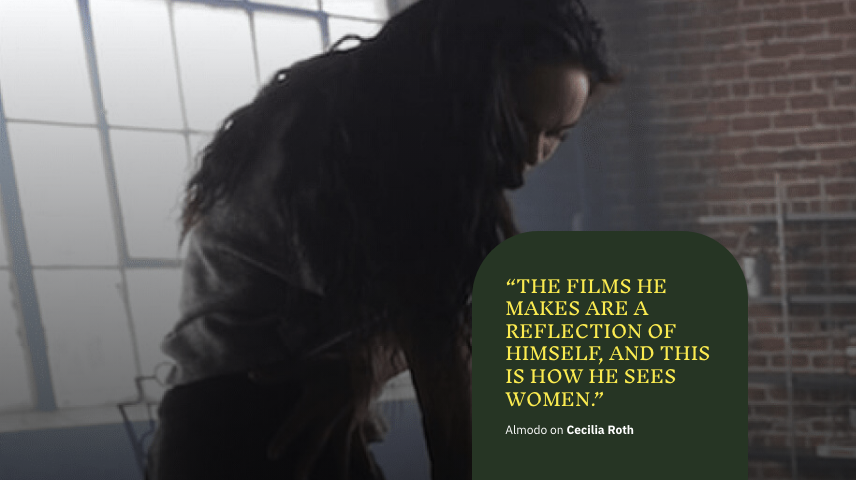 “THE FILMS HE
MAKES ARE A
REFLECTION OF
HIMSELF, AND THIS
IS HOW HE SEES
WOMEN.”
Almodo on Cecilia Roth